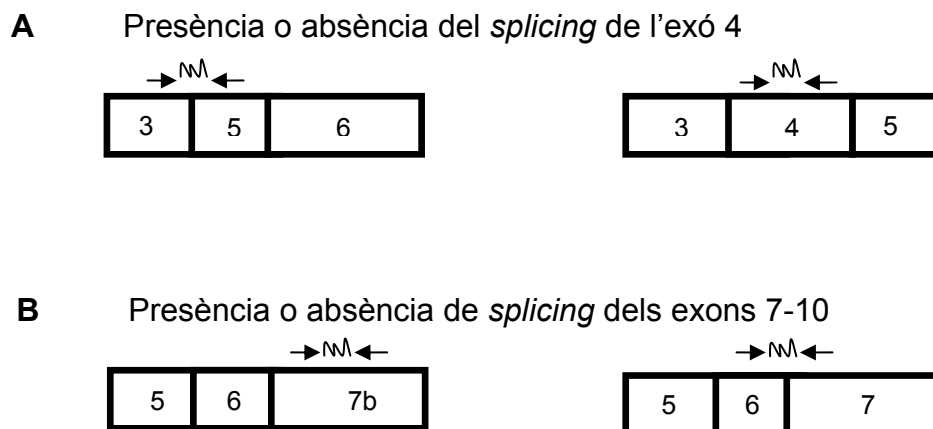 A Presència o absència del splicing de l'exó 4
3 5 6
3 4 5
B Presència o absència de splicing dels exons 7-10
5 6 7b
5 6 7